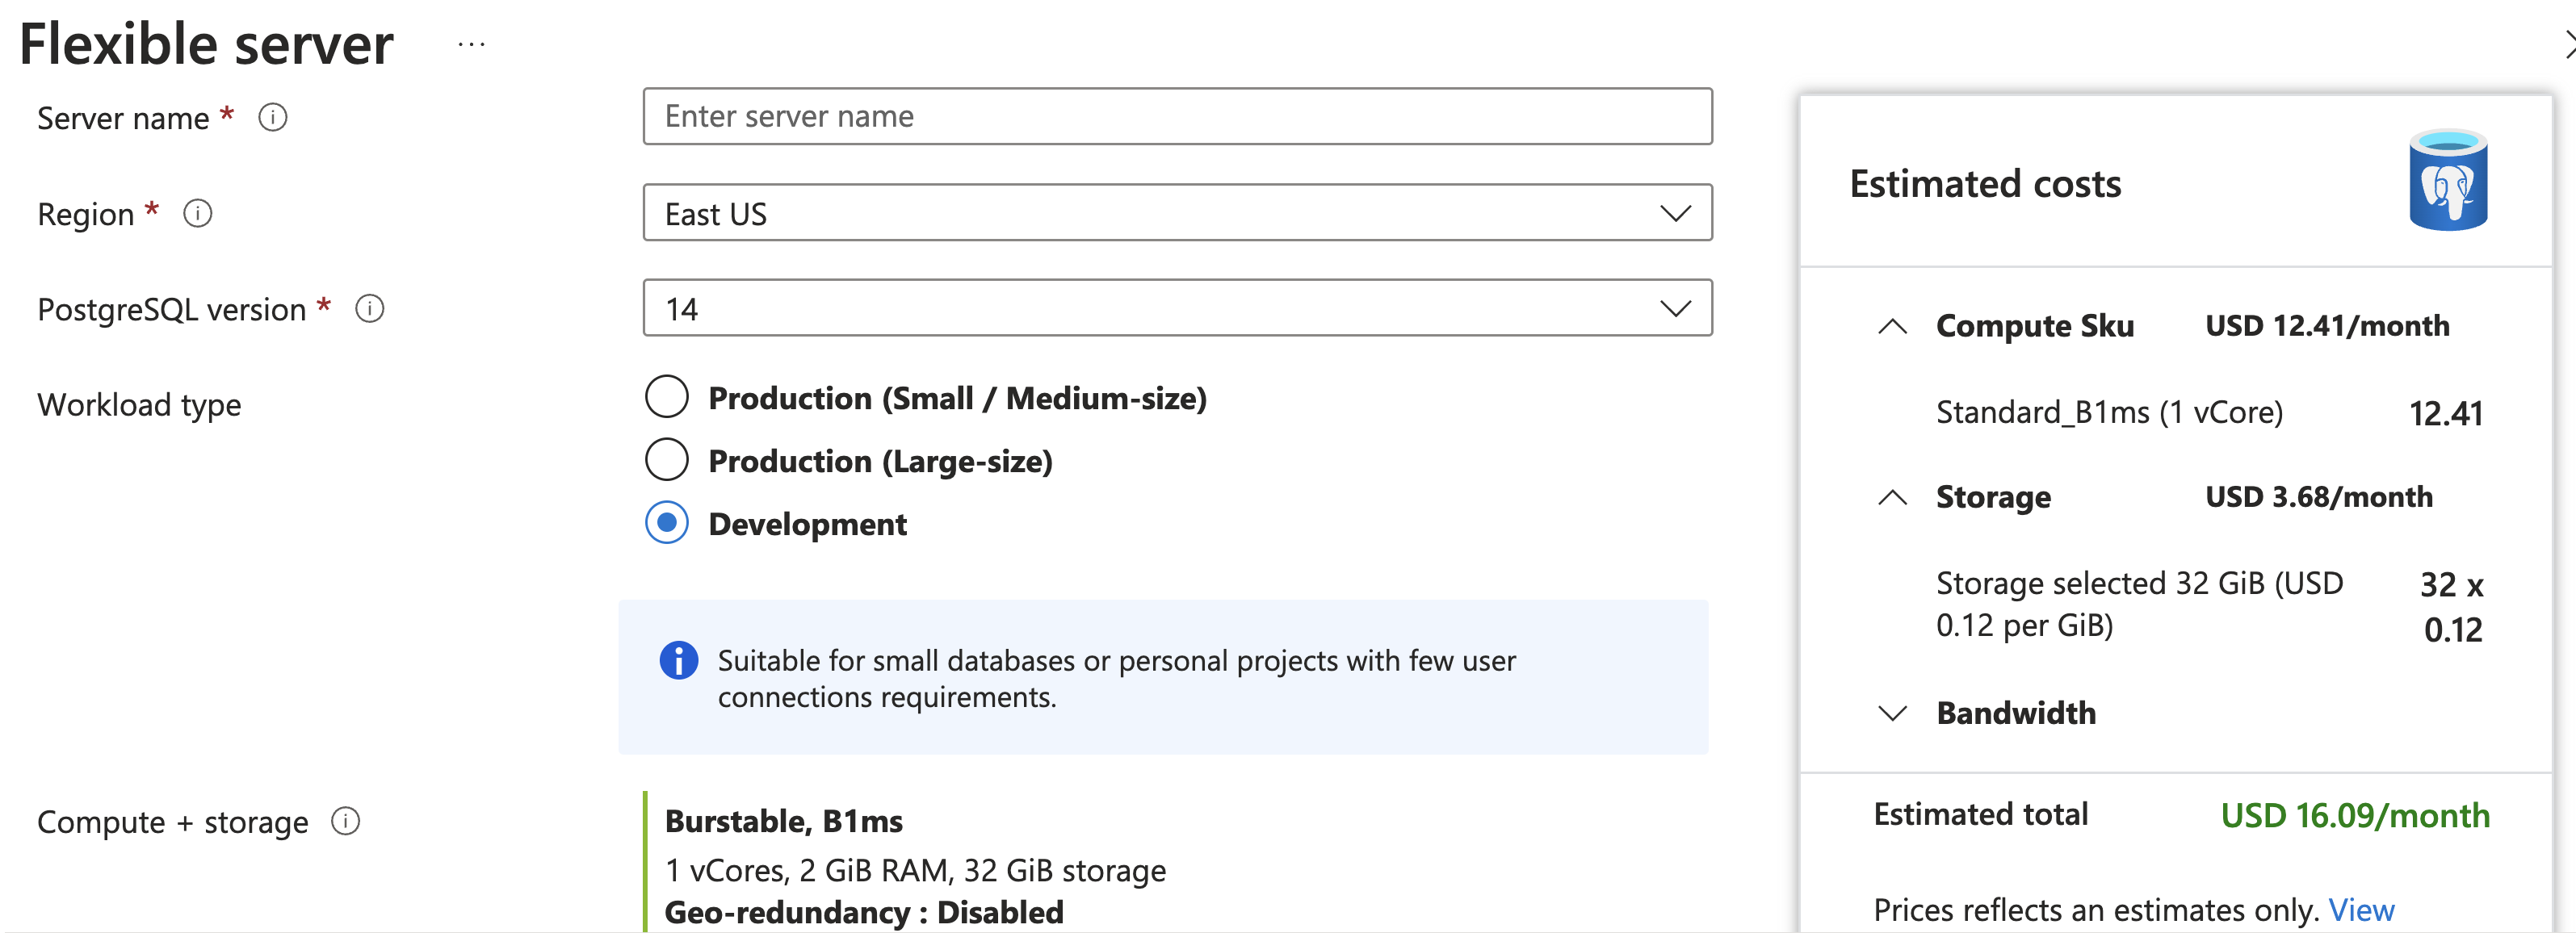 Flexible server ...
Server name *
Enter server name
Region *
East US
PostgreSQL version *
14
Workload type
Production (Small / Medium-size)
Production (Large-size)
Development
Suitable for small databases or personal projects with few user
connections requirements.
Compute + storage
Burstable, B1ms
1 vCores, 2 GiB RAM, 32 GiB storage
Geo-redundancy : Disabled
Estimated costs
Compute Sku USD 12.41/month
Standard_B1ms (1 vCore) 12.41
Storage USD 3.68/month
Storage selected 32 GiB (USD 32 x
0.12 per GiB) 0.12
Bandwidth
Estimated total USD 16.09/month
Prices reflects an estimates only. View